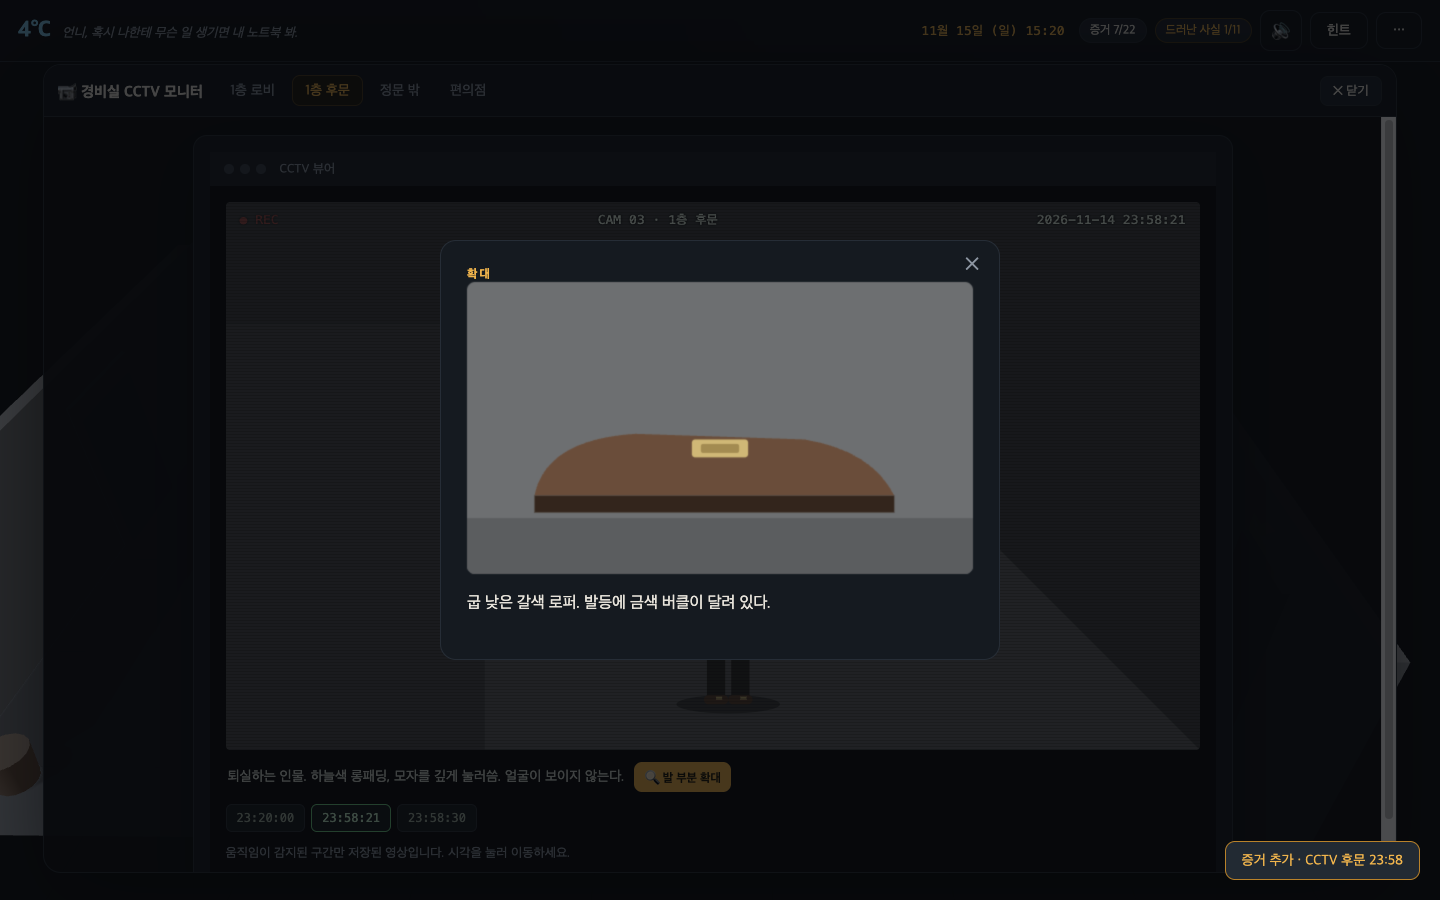 4°C 언니, 혹시 나한테 무슨 일 생기면 내 노트북 봐. 11월 15일 (일) 15:20 증거 7/22 드러난 사실 1/11 힌트 ···
경비실 CCTV 모니터 1층 로비 1층 후문 정문 밖 편의점 × 닫기
CCTV 뷰어
REC CAM 03 · 1층 후문 2026-11-14 23:58:21
확대
굽 낮은 갈색 로퍼. 발등에 금색 버클이 달려 있다.
퇴실하는 인물. 하늘색 롱패딩, 모자를 깊게 눌러씀. 얼굴이 보이지 않는다. 발 부분 확대
23:20:00 23:58:21 23:58:30
움직임이 감지된 구간만 저장된 영상입니다. 시각을 눌러 이동하세요.
증거 추가 · CCTV 후문 23:58